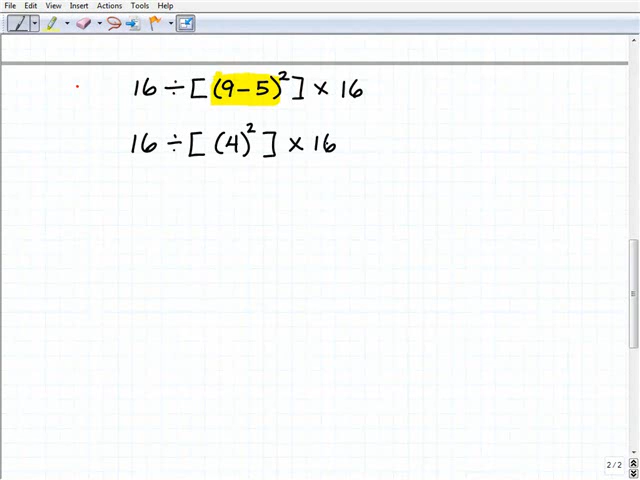 File Edit View Insert Actions Tools Help
16 ÷ [ (9 − 5)² ] × 16
16 ÷ [ (4)² ] × 16
2 / 2